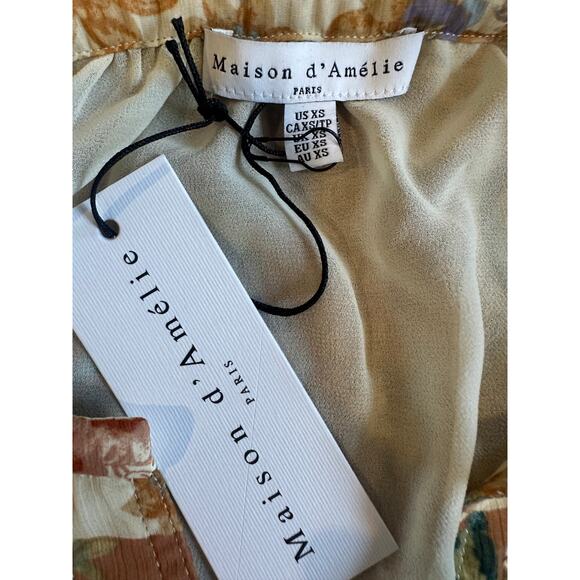 Maison d'Amélie
PARIS
US XS
CA XS/TP
UK XS
EU XS
AU XS
Maison d'Amélie
PARIS